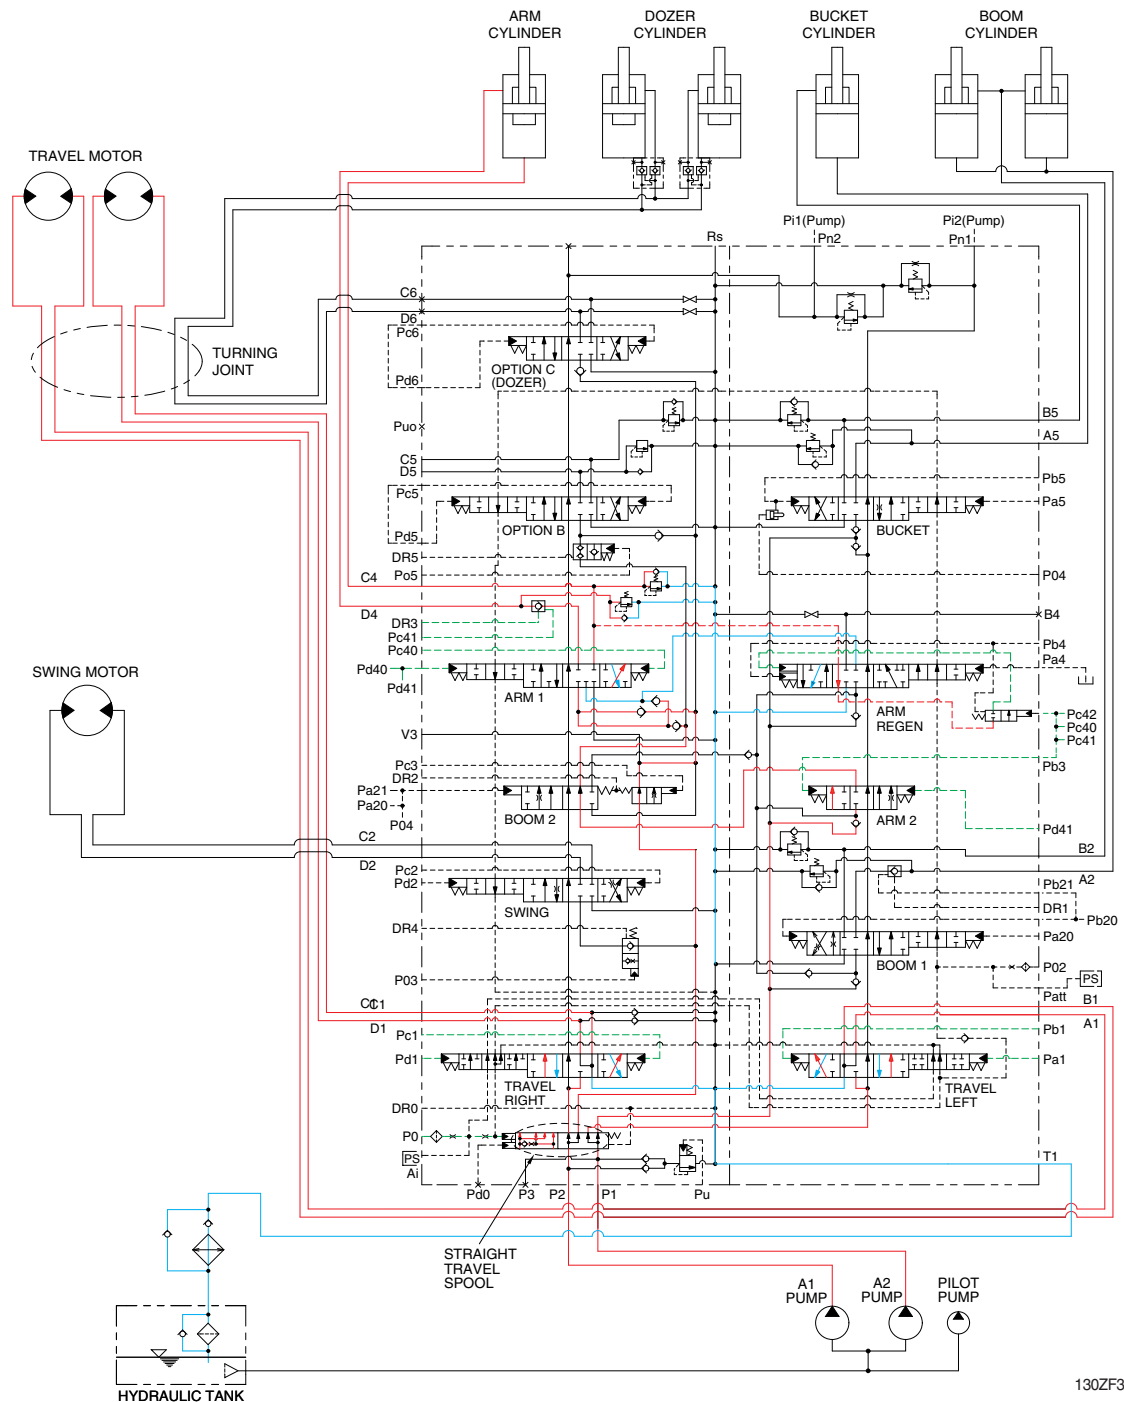 ARM
CYLINDER
DOZER
CYLINDER
BUCKET
CYLINDER
BOOM
CYLINDER
TRAVEL MOTOR
Pi1(Pump)
Pi2(Pump)
Rs
Pn2
Pn1
C6
D6
Pc6
Pd6
OPTION C
(DOZER)
TURNING
JOINT
Puo
B5
A5
C5
D5
Pc5
Pd5
OPTION B
BUCKET
Pb5
Pa5
DR5
Po5
C4
D4
P04
DR3
Pc41
Pc40
B4
Pb4
Pa4
SWING MOTOR
Pd40
Pd41
ARM 1
ARM
REGEN
Pc42
Pc40
Pc41
V3
Pc3
DR2
Pb3
Pa21
Pa20
P04
BOOM 2
ARM 2
Pd41
C2
D2
B2
A2
Pc2
Pd2
SWING
Pb21
DR1
Pb20
DR4
Pa20
BOOM 1
P03
P02
PS
Patt
C1
C1
D1
B1
A1
Pc1
Pb1
Pd1
Pa1
TRAVEL
RIGHT
TRAVEL
LEFT
DR0
P0
PS
Ai
T1
Pd0
P3
P2
P1
Pu
STRAIGHT
TRAVEL
SPOOL
A1
PUMP
A2
PUMP
PILOT
PUMP
HYDRAULIC TANK
130ZF3